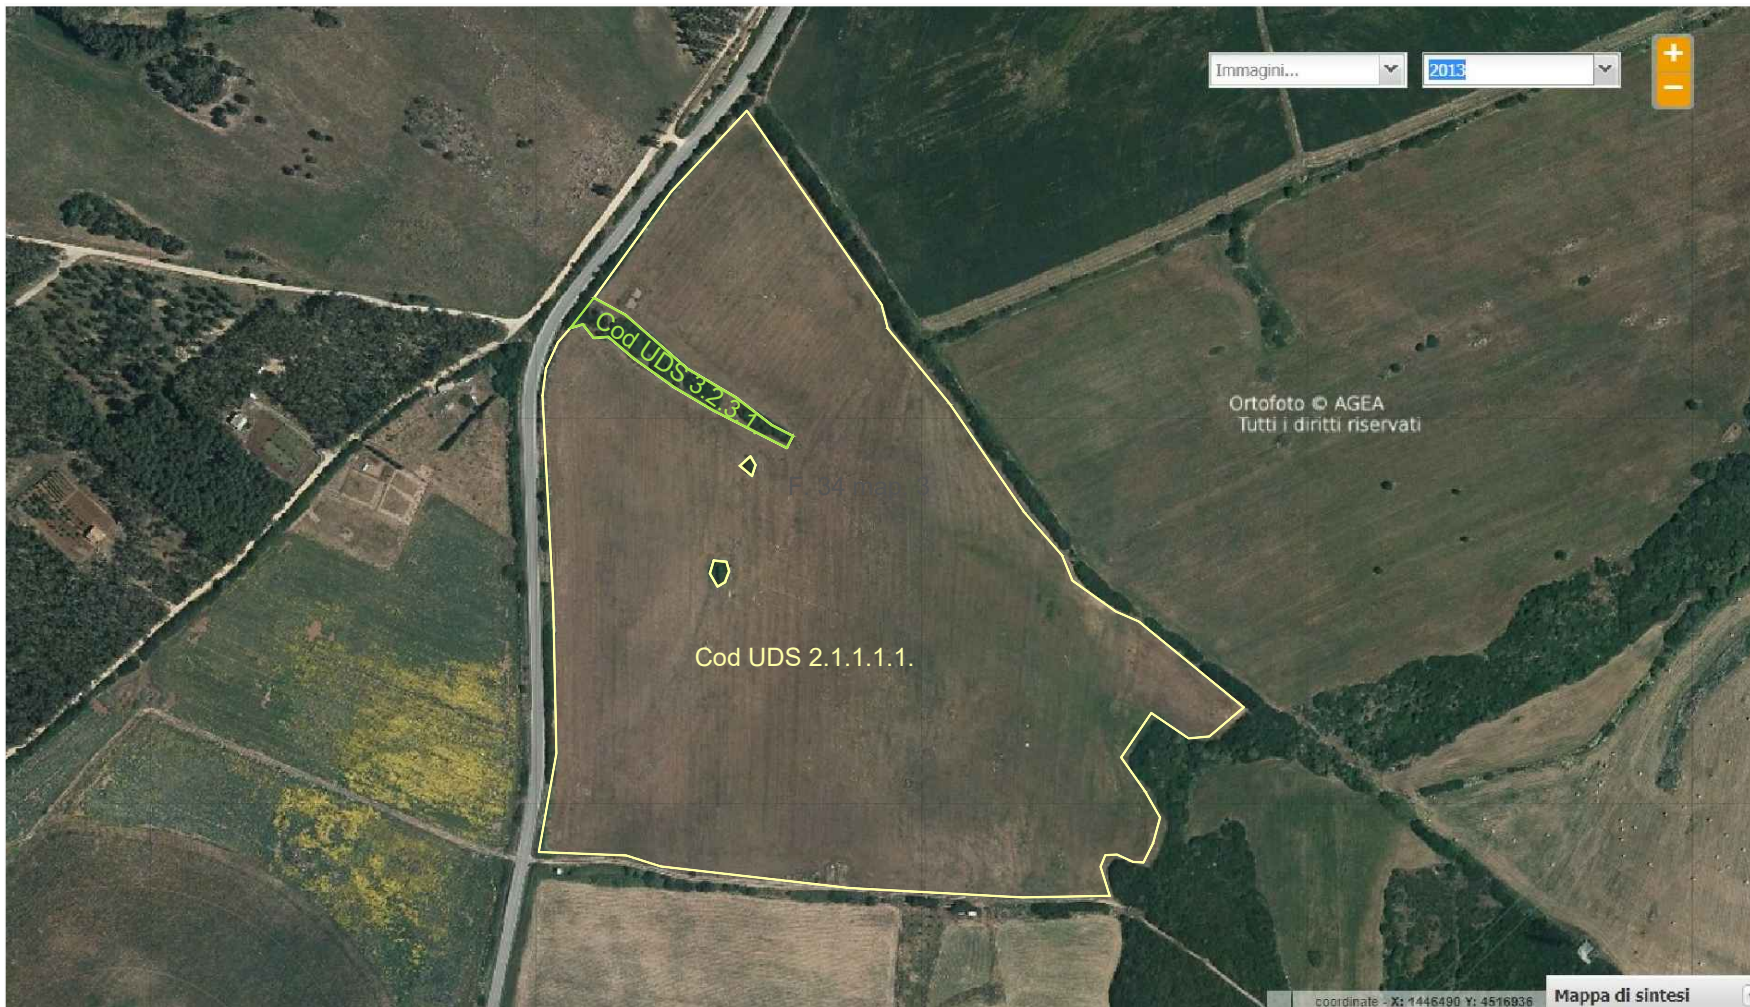 Immagini... 2013
+
−
Cod UDS 3.2.3.1
Ortofoto © AGEA
Tutti i diritti riservati
Cod UDS 2.1.1.1.1.
coordinate - X: 1446490 Y: 4516936
Mappa di sintesi